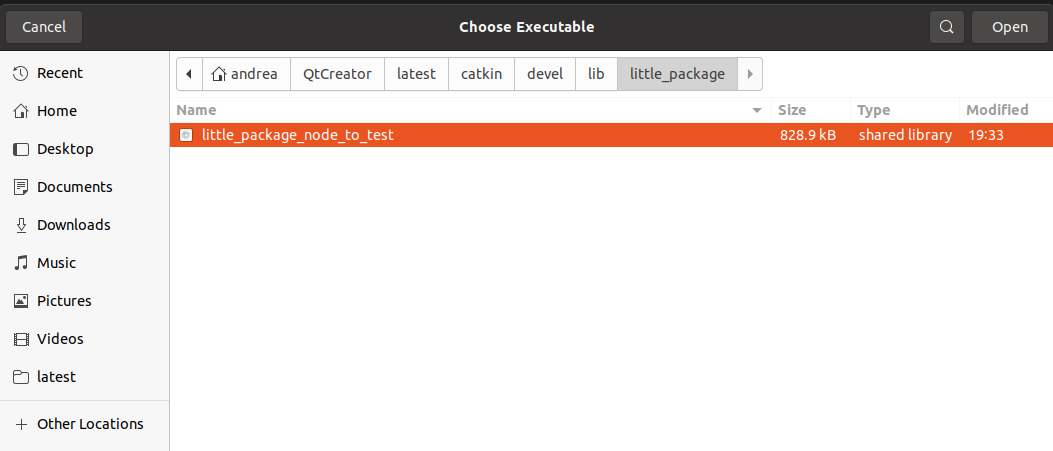 Cancel Choose Executable Open
Recent
Home
Desktop
Documents
Downloads
Music
Pictures
Videos
latest
Other Locations
andrea QtCreator latest catkin devel lib little_package
Name Size Type Modified
little_package_node_to_test 828.9 kB shared library 19:33